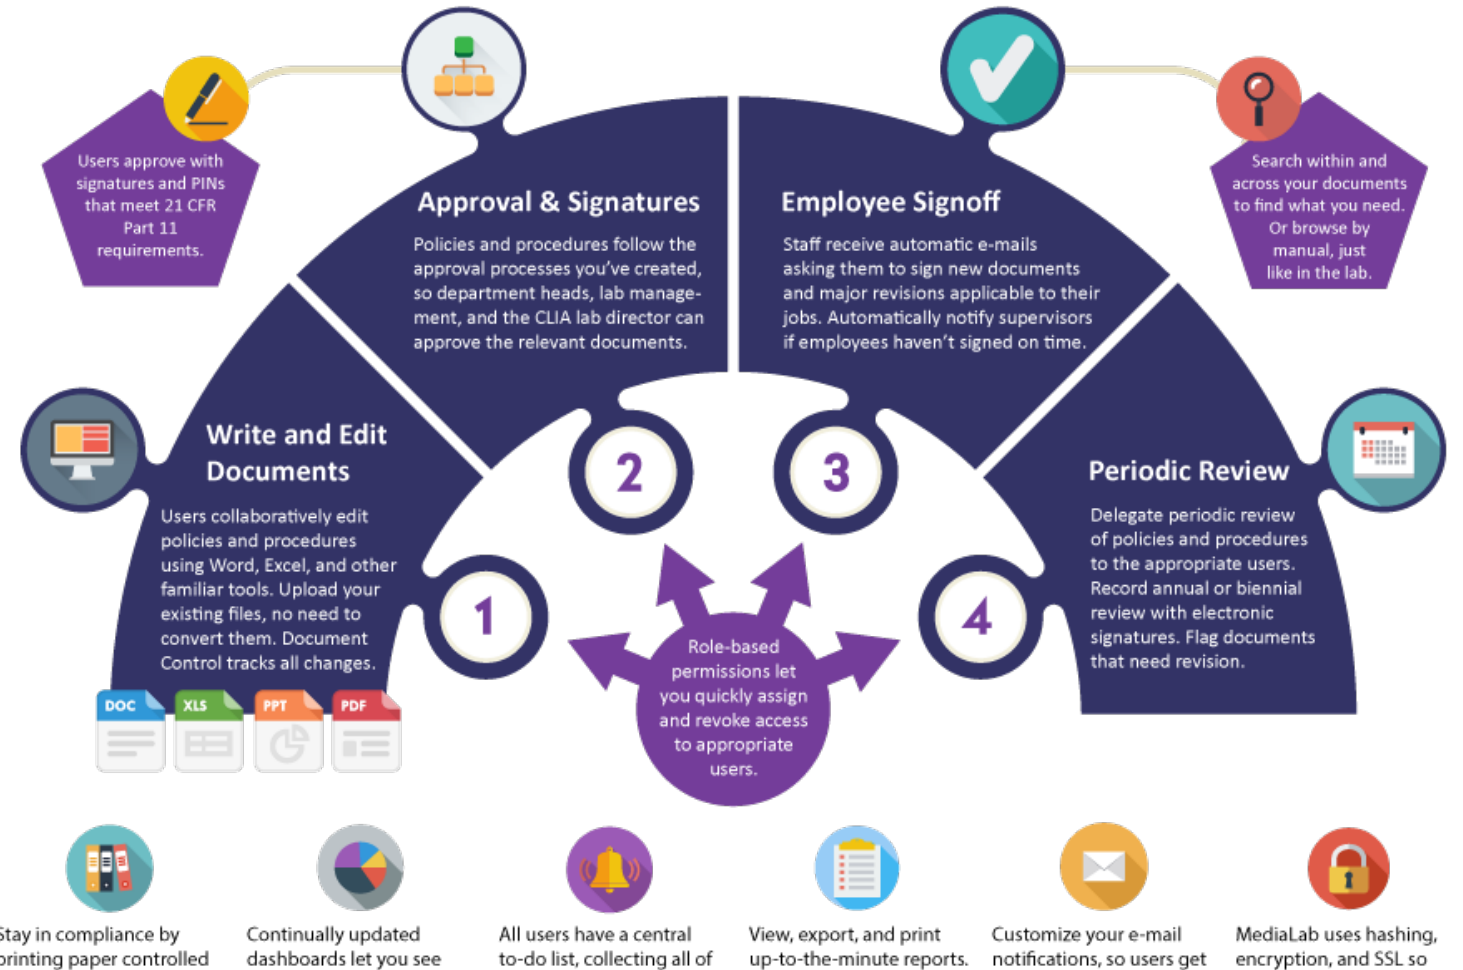 Users approve with
signatures and PINs
that meet 21 CFR
Part 11
requirements.
Search within and
across your documents
to find what you need.
Or browse by
manual, just
like in the lab.
Approval & Signatures
Policies and procedures follow the
approval processes you've created,
so department heads, lab manage-
ment, and the CLIA lab director can
approve the relevant documents.
Employee Signoff
Staff receive automatic e-mails
asking them to sign new documents
and major revisions applicable to their
jobs. Automatically notify supervisors
if employees haven't signed on time.
Write and Edit
Documents
Users collaboratively edit
policies and procedures
using Word, Excel, and other
familiar tools. Upload your
existing files, no need to
convert them. Document
Control tracks all changes.
Periodic Review
Delegate periodic review
of policies and procedures
to the appropriate users.
Record annual or biennial
review with electronic
signatures. Flag documents
that need revision.
1
2
3
4
Role-based
permissions let
you quickly assign
and revoke access
to appropriate
users.
DOC
XLS
PPT
PDF
Stay in compliance by
printing paper controlled
Continually updated
dashboards let you see
All users have a central
to-do list, collecting all of
View, export, and print
up-to-the-minute reports.
Customize your e-mail
notifications, so users get
MediaLab uses hashing,
encryption, and SSL so